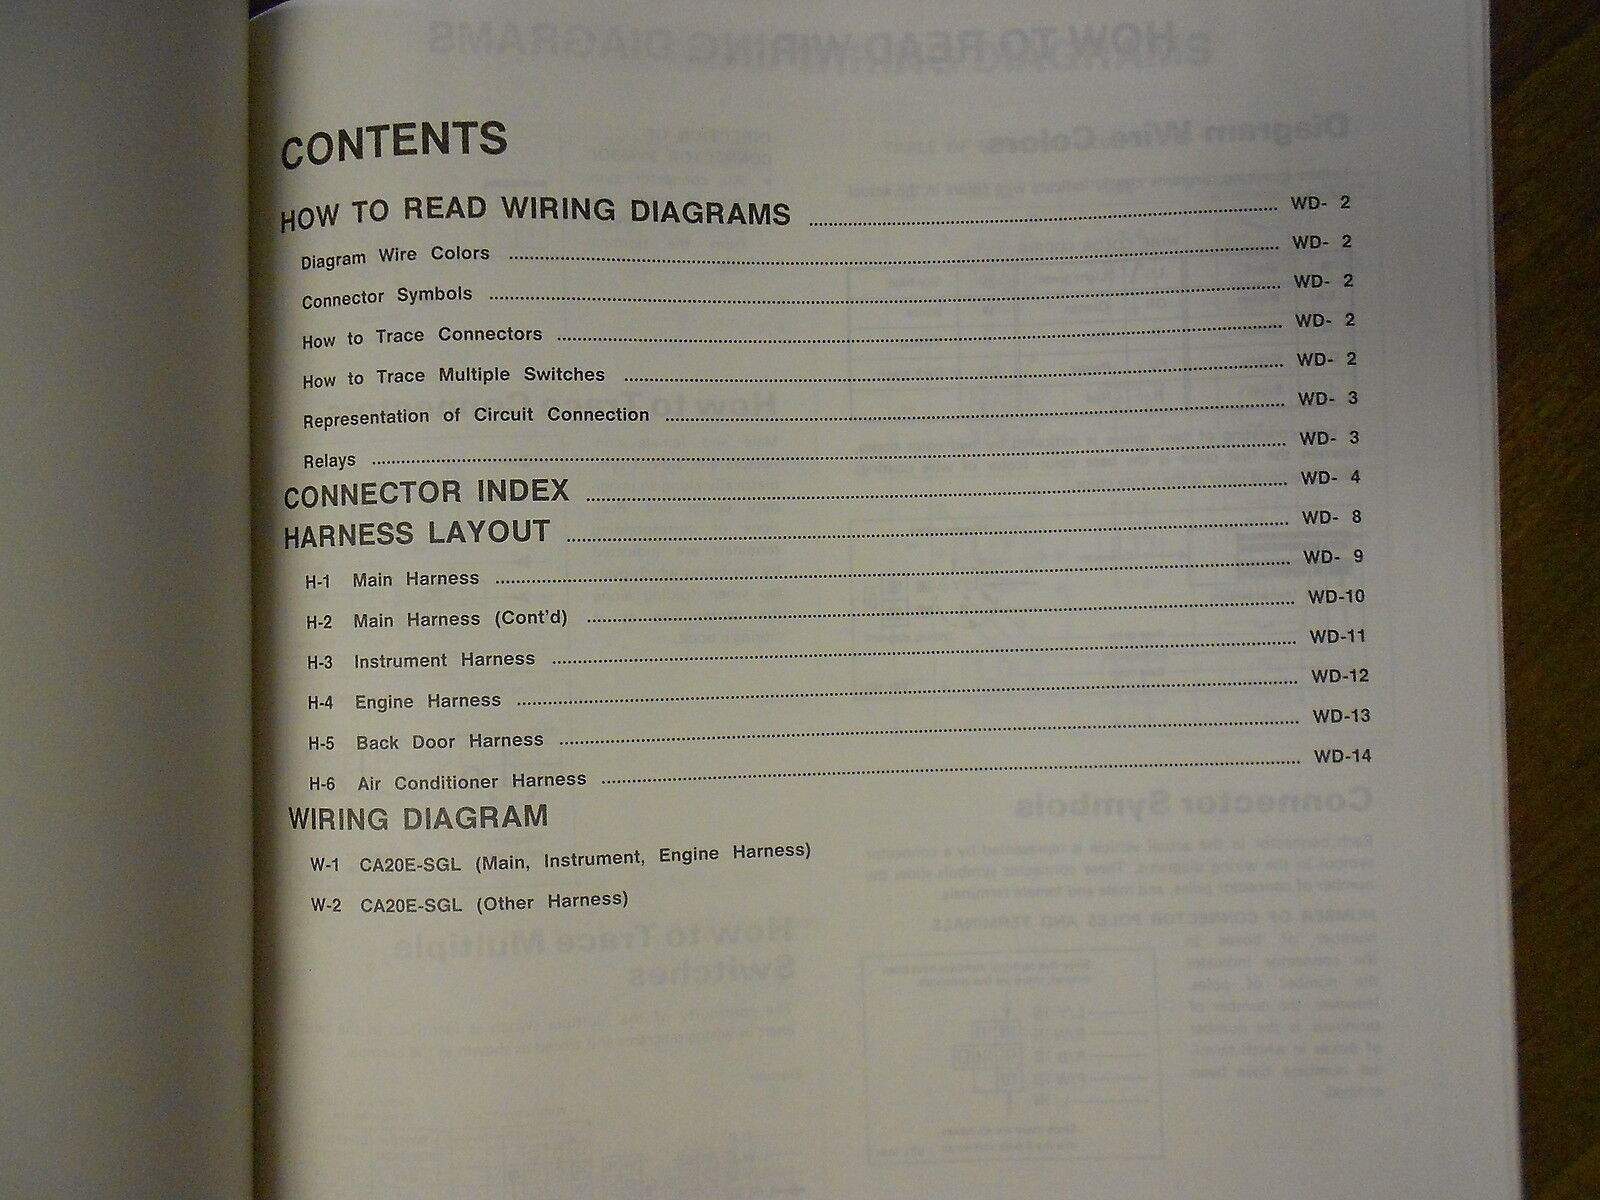 CONTENTS
HOW TO READ WIRING DIAGRAMS ........ WD- 2
Diagram Wire Colors ........ WD- 2
Connector Symbols ........ WD- 2
How to Trace Connectors ........ WD- 2
How to Trace Multiple Switches ........ WD- 2
Representation of Circuit Connection ........ WD- 3
Relays ........ WD- 3
CONNECTOR INDEX ........ WD- 4
HARNESS LAYOUT ........ WD- 8
H-1 Main Harness ........ WD- 9
H-2 Main Harness (Cont'd) ........ WD-10
H-3 Instrument Harness ........ WD-11
H-4 Engine Harness ........ WD-12
H-5 Back Door Harness ........ WD-13
H-6 Air Conditioner Harness ........ WD-14
WIRING DIAGRAM
W-1 CA20E-SGL (Main, Instrument, Engine Harness)
W-2 CA20E-SGL (Other Harness)